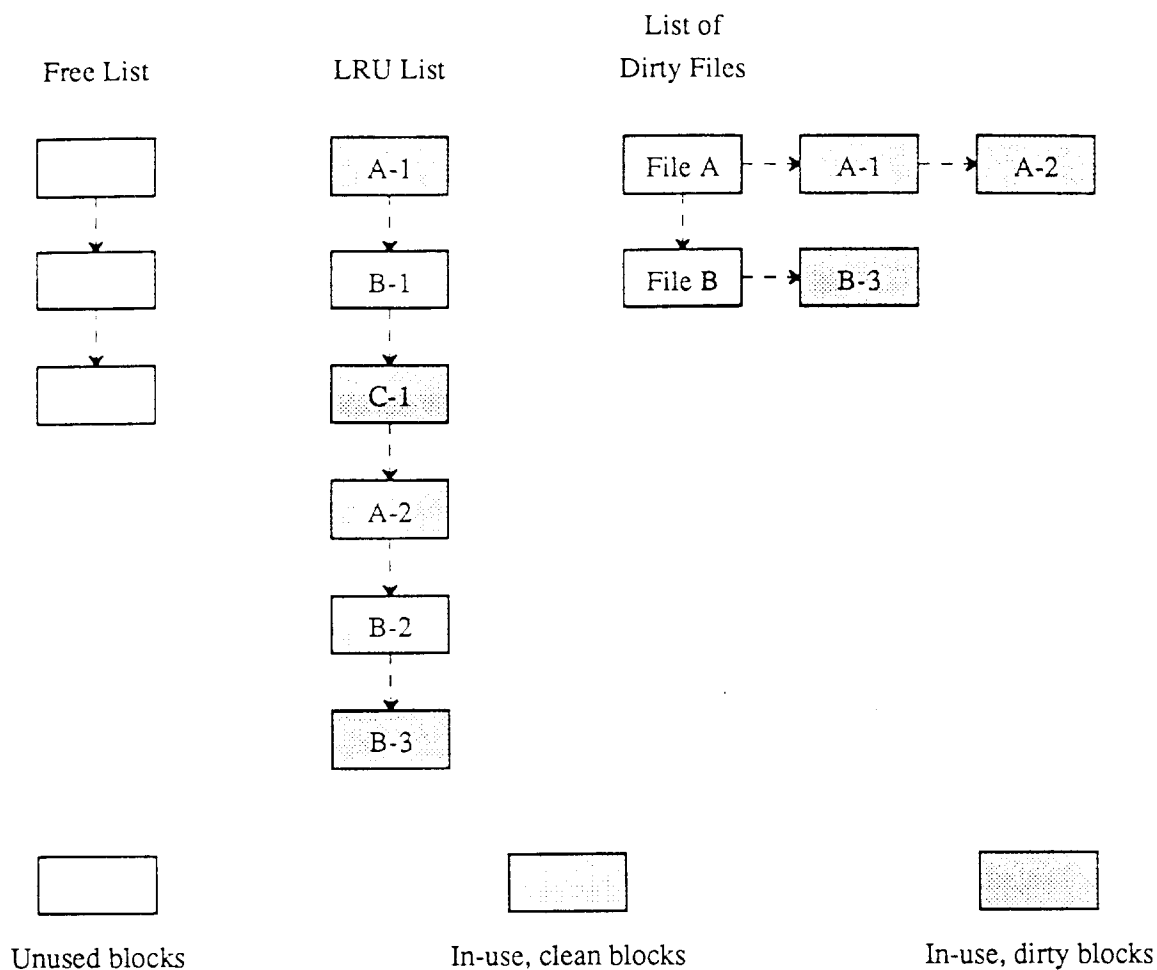 List of
Free List LRU List Dirty Files
A-1 File A A-1 A-2
B-1 File B B-3
C-1
A-2
B-2
B-3
Unused blocks In-use, clean blocks In-use, dirty blocks